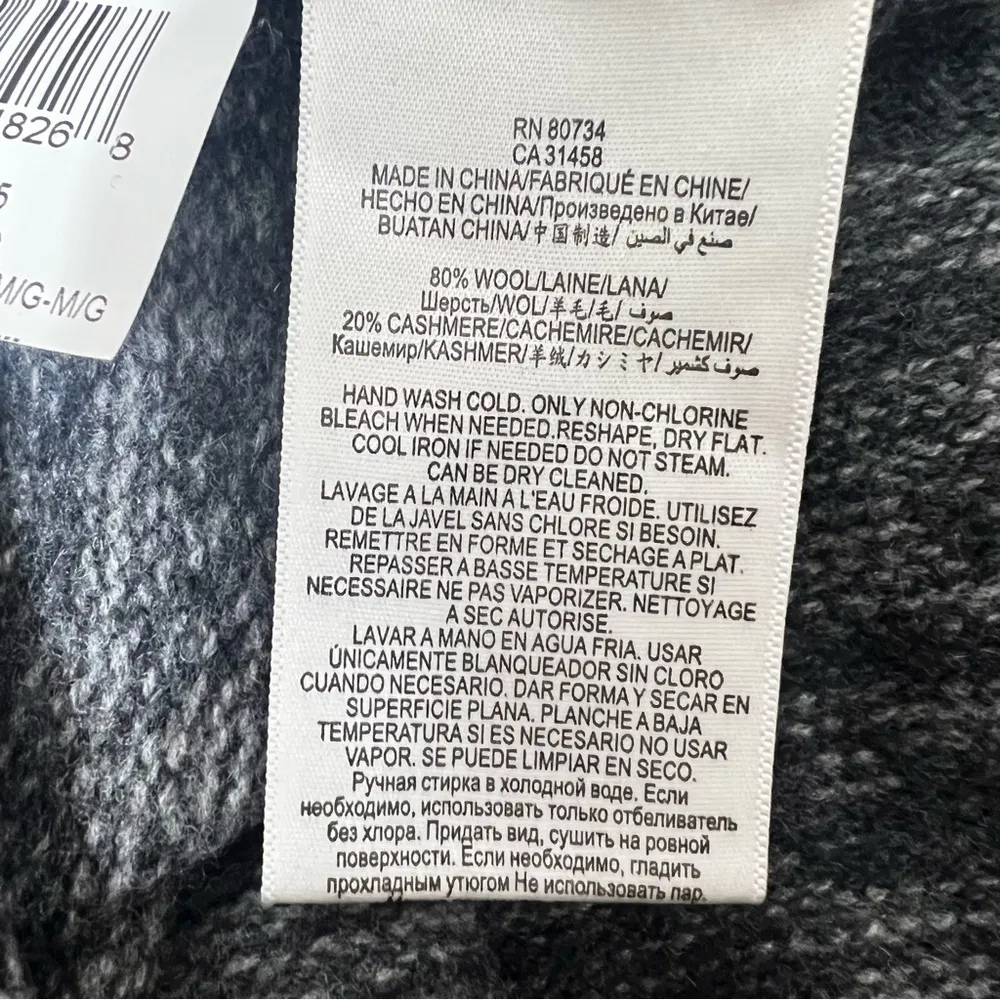 826
8
5
M/G-M/G
RN 80734
CA 31458
MADE IN CHINA/FABRIQUÉ EN CHINE/
HECHO EN CHINA/Произведено в Китае/
BUATAN CHINA/中国制造/ صنع في الصين
80% WOOL/LAINE/LANA/
Шерсть/WOL/羊毛/毛/ صوف
20% CASHMERE/CACHEMIRE/CACHEMIR/
Кашемир/KASHMER/羊绒/カシミヤ/ صوف كشمير
HAND WASH COLD. ONLY NON-CHLORINE
BLEACH WHEN NEEDED.RESHAPE, DRY FLAT.
COOL IRON IF NEEDED DO NOT STEAM.
CAN BE DRY CLEANED.
LAVAGE A LA MAIN A L'EAU FROIDE. UTILISEZ
DE LA JAVEL SANS CHLORE SI BESOIN.
REMETTRE EN FORME ET SECHAGE A PLAT.
REPASSER A BASSE TEMPERATURE SI
NECESSAIRE NE PAS VAPORIZER. NETTOYAGE
A SEC AUTORISE.
LAVAR A MANO EN AGUA FRIA. USAR
ÚNICAMENTE BLANQUEADOR SIN CLORO
CUANDO NECESARIO. DAR FORMA Y SECAR EN
SUPERFICIE PLANA. PLANCHE A BAJA
TEMPERATURA SI ES NECESARIO NO USAR
VAPOR. SE PUEDE LIMPIAR EN SECO.
Ручная стирка в холодной воде. Если
необходимо, использовать только отбеливатель
без хлора. Придать вид, сушить на ровной
поверхности. Если необходимо, гладить
прохладным утюгом Не использовать пар.